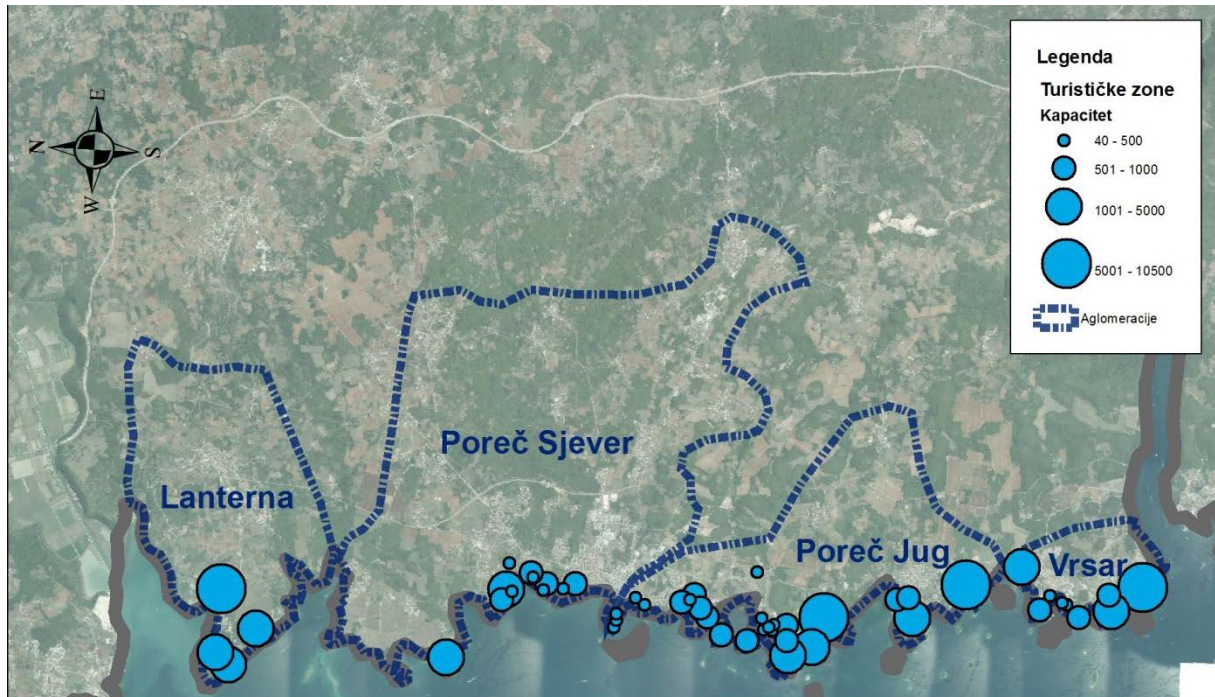 Legenda
Turističke zone
Kapacitet
40 - 500
501 - 1000
1001 - 5000
5001 - 10500
Aglomeracije
E
N
S
W
Poreč Sjever
Lanterna
Poreč Jug
Vrsar